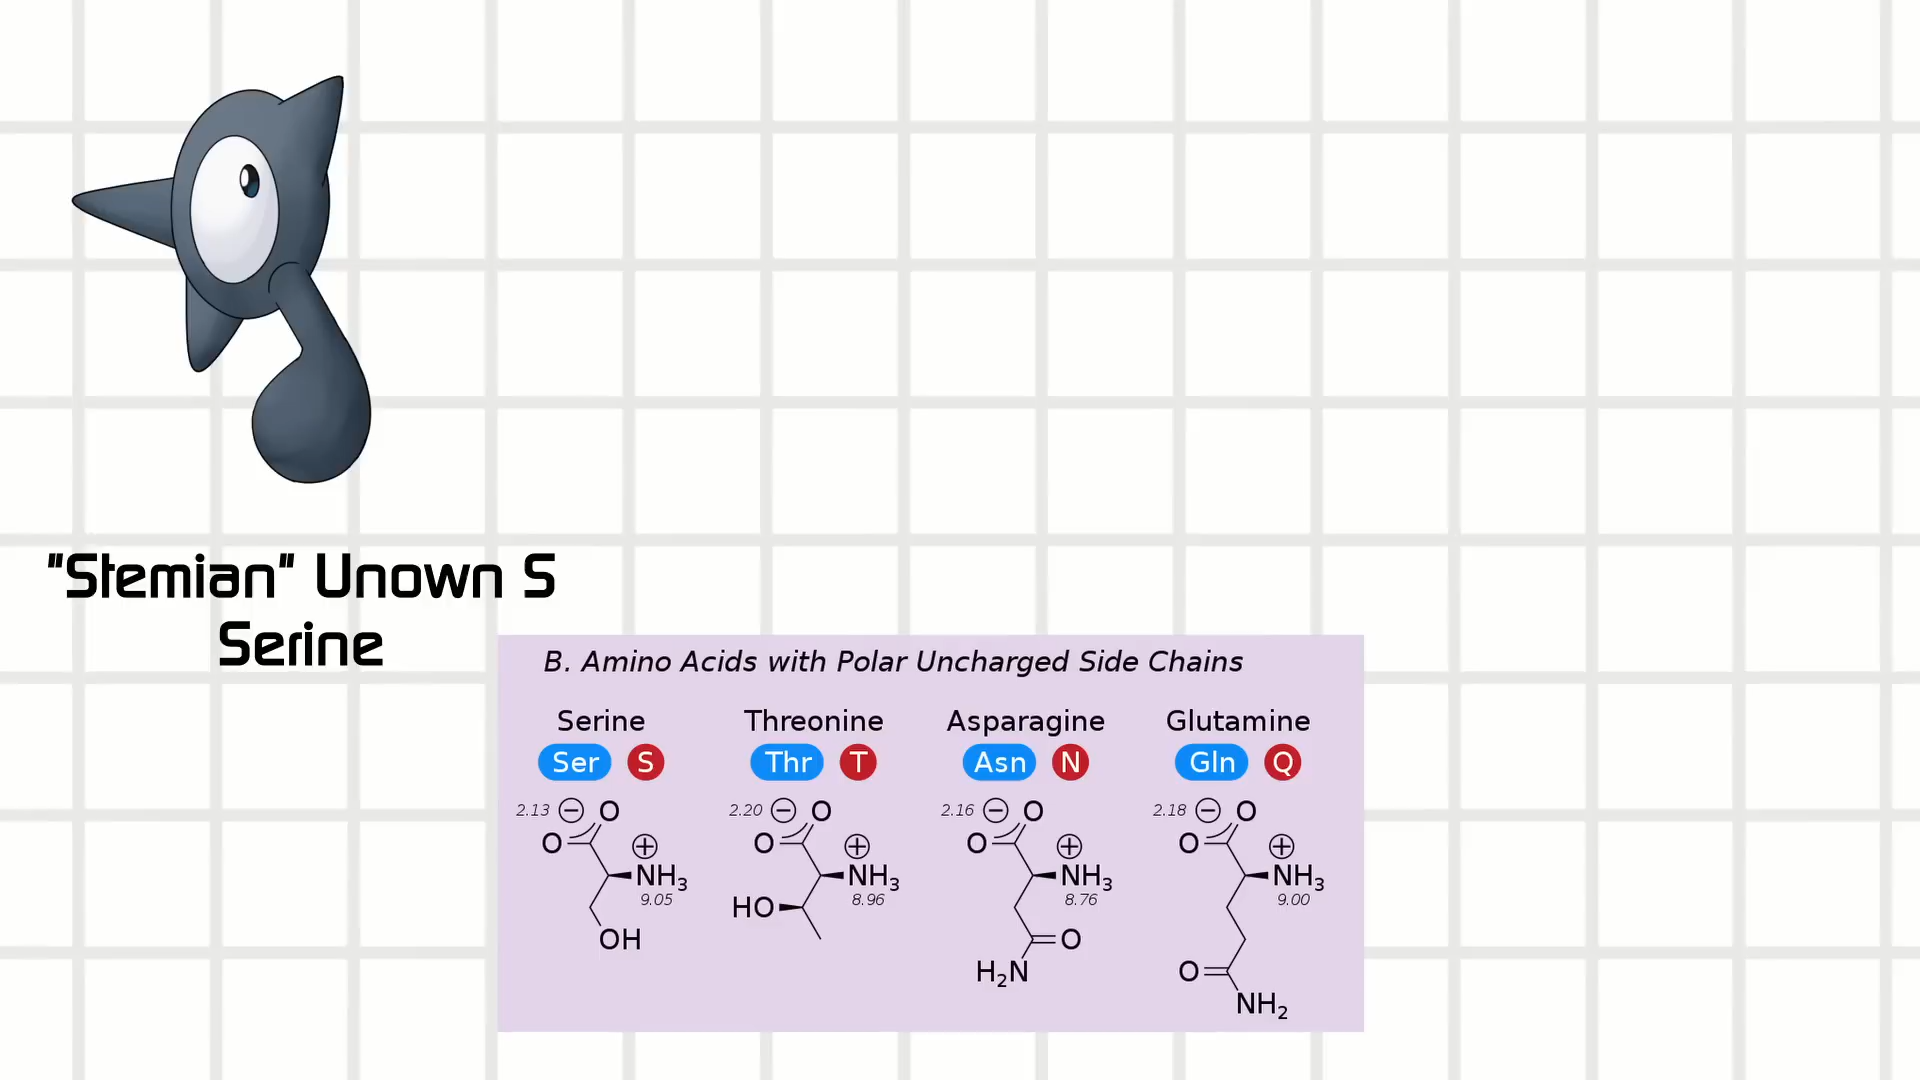 "Stemian" Unown S
Serine
B. Amino Acids with Polar Uncharged Side Chains
Serine Threonine Asparagine Glutamine
Ser S Thr T Asn N Gln Q
2.13 − O 2.20 − O 2.16 − O 2.18 − O
O + O + O + O +
NH3 NH3 NH3 NH3
9.05 8.96 8.76 9.00
HO
OH O
H2N O
NH2